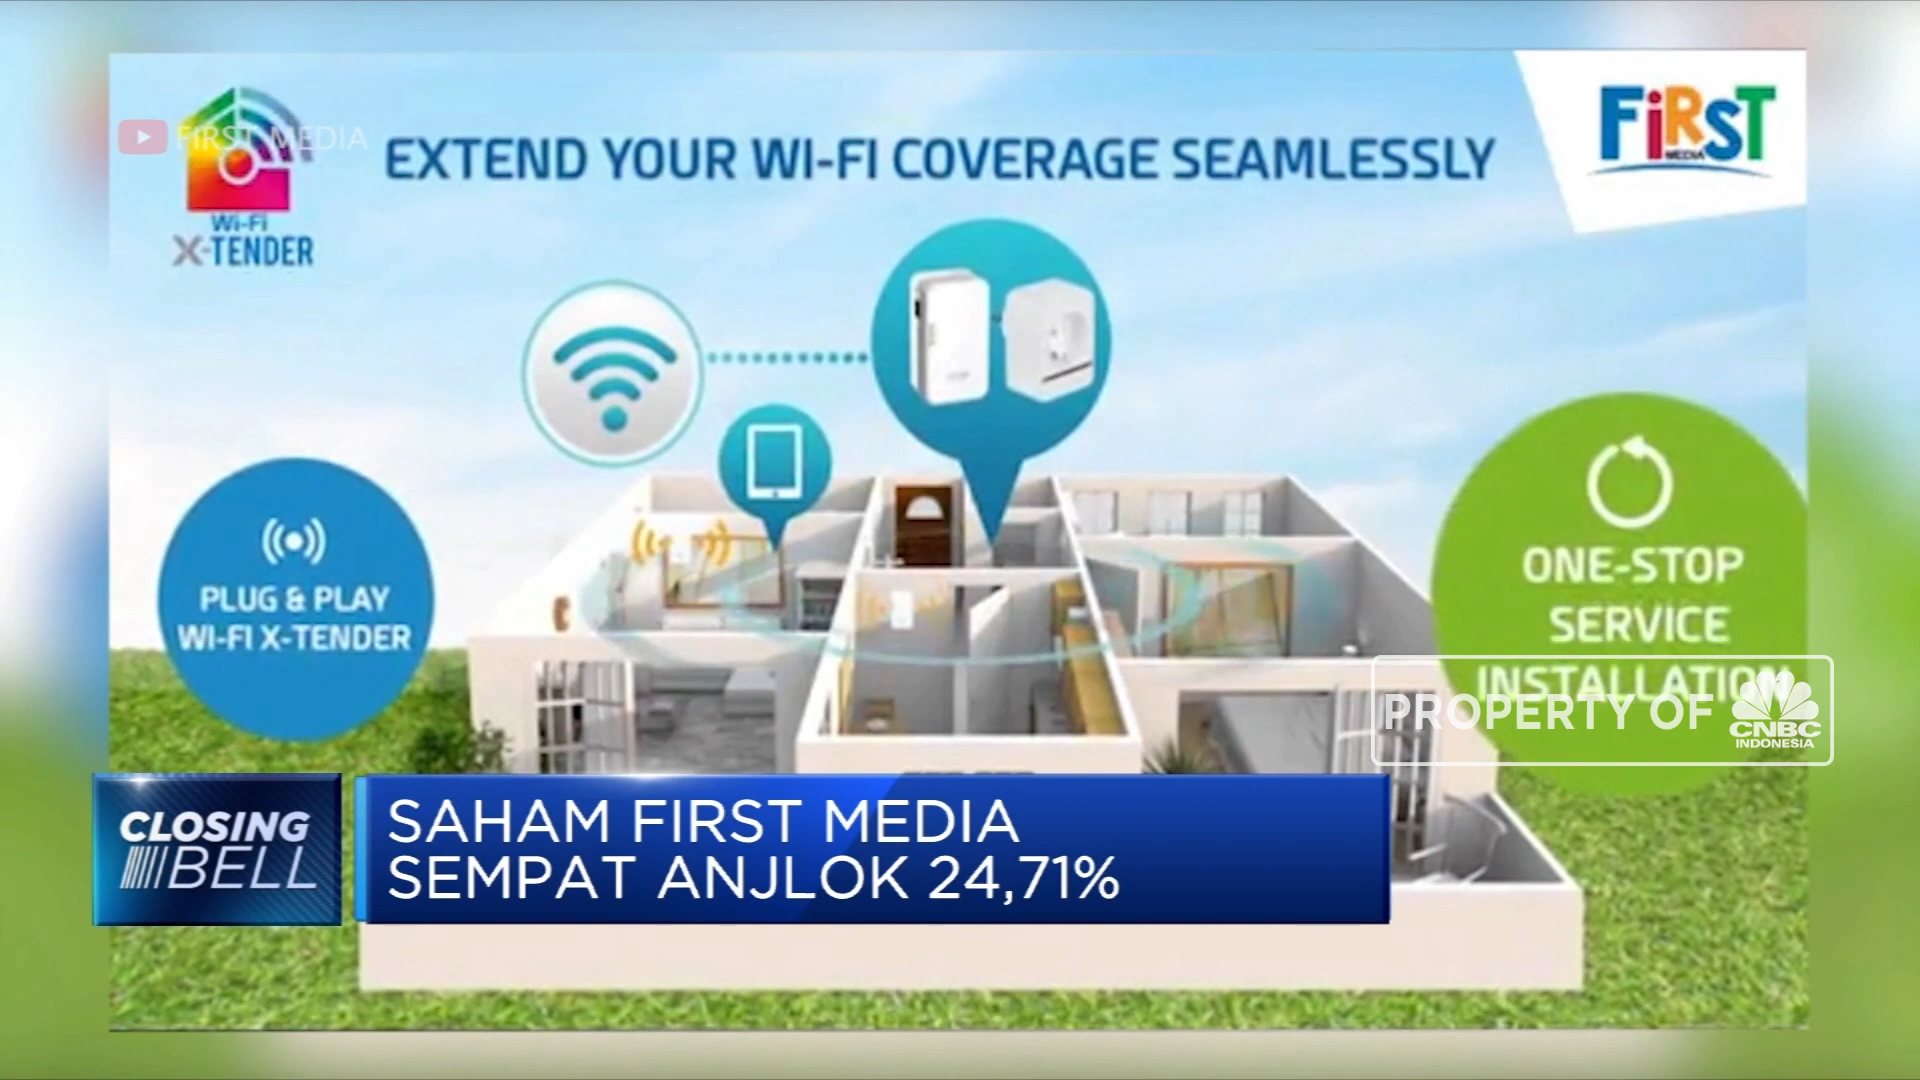 FIRST MEDIA
Wi-Fi
X-TENDER
EXTEND YOUR WI-FI COVERAGE SEAMLESSLY
FiRST
MEDIA
PLUG & PLAY
WI-FI X-TENDER
ONE-STOP
SERVICE
INSTALLATION
PROPERTY OF CNBC
INDONESIA
CLOSING
BELL
SAHAM FIRST MEDIA
SEMPAT ANJLOK 24,71%